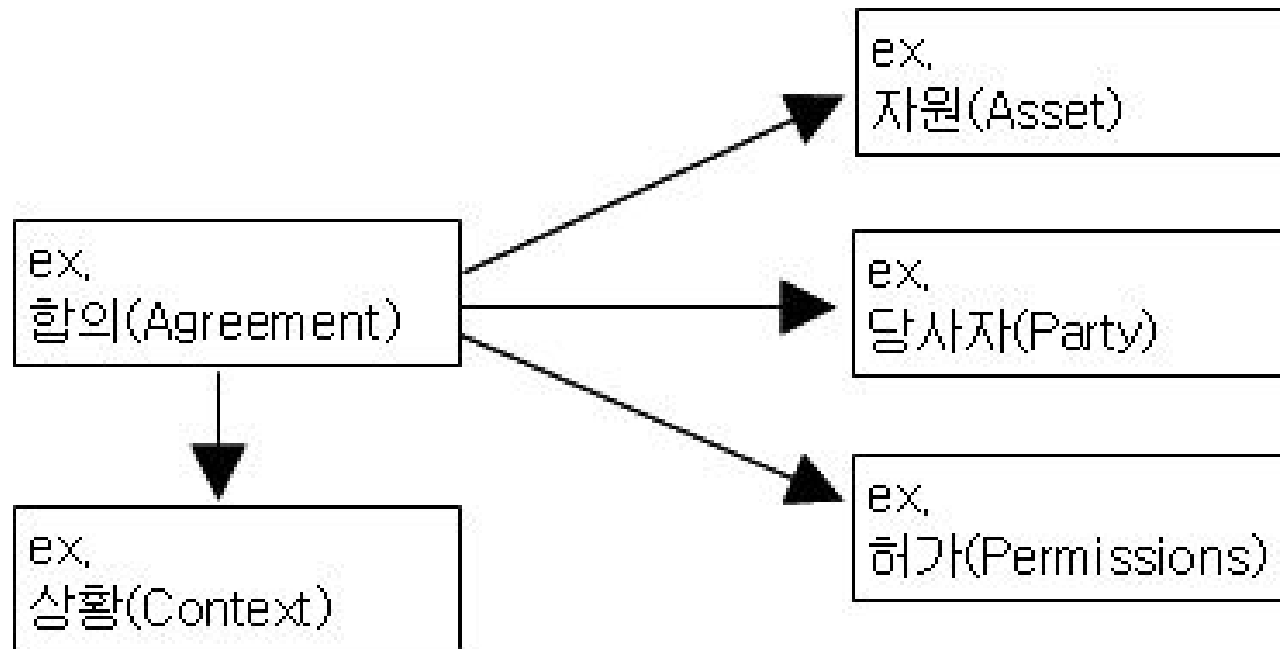 ex,
자원(Asset)
ex,
합의(Agreement)
ex,
당사자(Party)
ex,
허가(Permissions)
ex,
상황(Context)